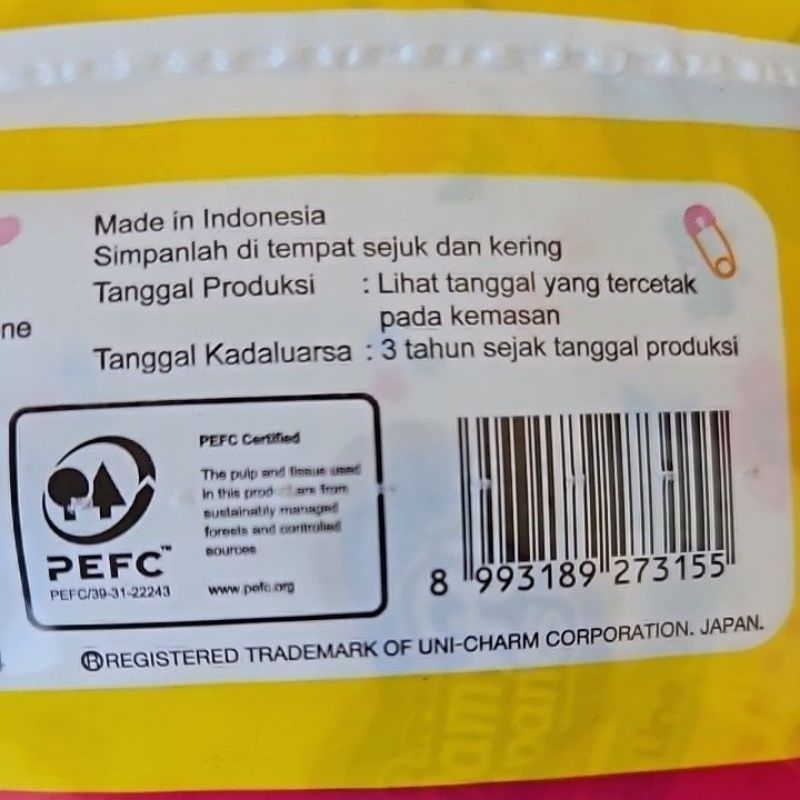 Made in Indonesia
Simpanlah di tempat sejuk dan kering
Tanggal Produksi : Lihat tanggal yang tercetak
pada kemasan
ne
Tanggal Kadaluarsa : 3 tahun sejak tanggal produksi
PEFC Certified
The pulp and tissue used
in this prod are from
sustainably managed
forests and controlled
sources
PEFC™
PEFC/39-31-22243
www.pefc.org
8 993189 273155
ⓇREGISTERED TRADEMARK OF UNI-CHARM CORPORATION. JAPAN.